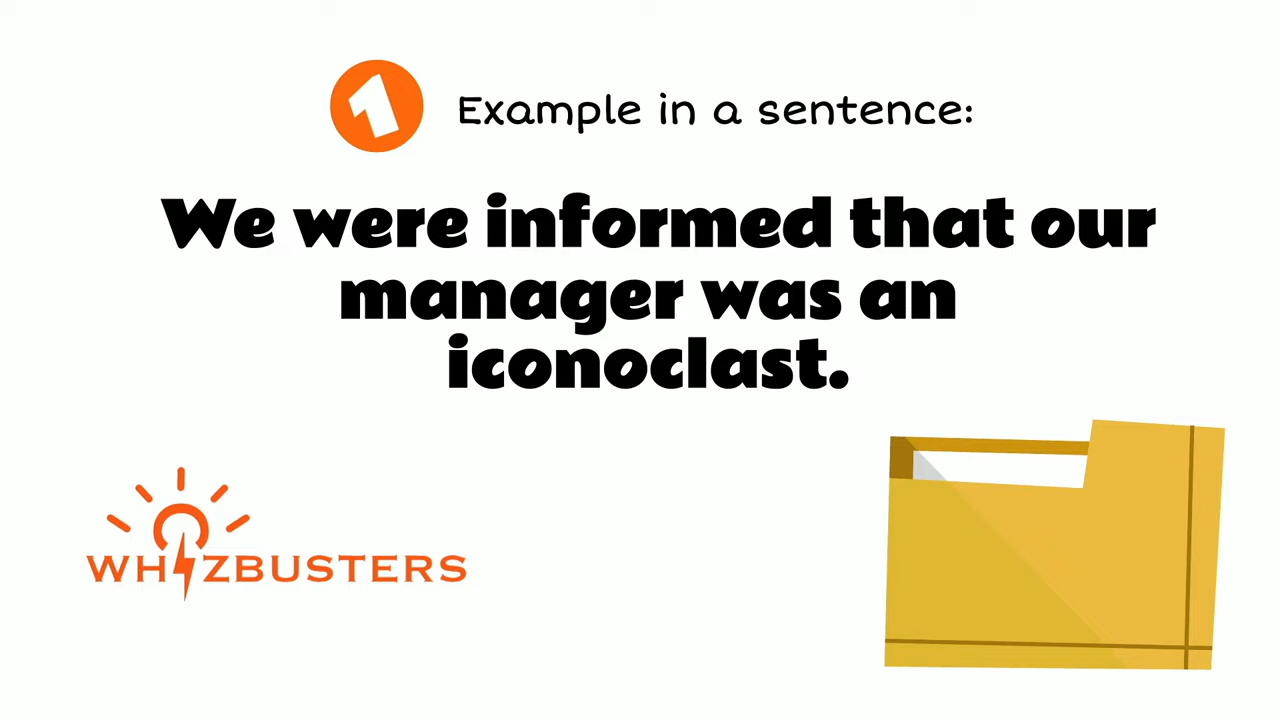 1 Example in a sentence:
We were informed that our
manager was an
iconoclast.
WHIZBUSTERS